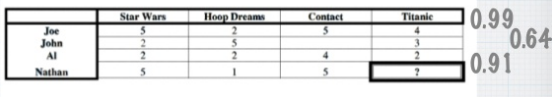 Star Wars Hoop Dreams Contact Titanic
Joe 5 2 5 4 0.99
John 2 5 3 0.64
Al 2 2 4 2
Nathan 5 1 5 ? 0.91